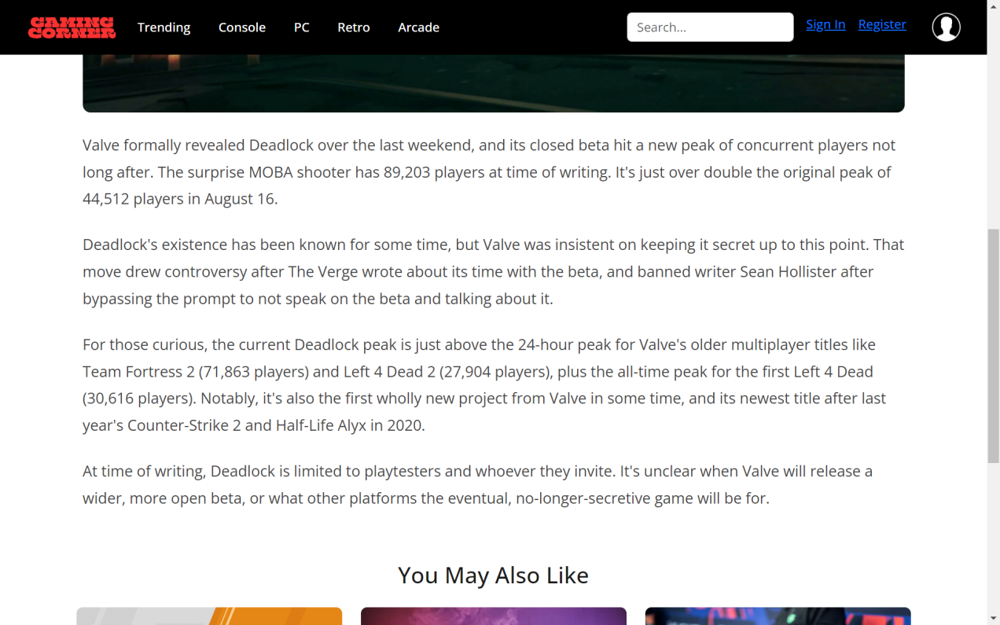 GAMING
CORNER
Trending Console PC Retro Arcade
Search...
Sign In Register
Valve formally revealed Deadlock over the last weekend, and its closed beta hit a new peak of concurrent players not
long after. The surprise MOBA shooter has 89,203 players at time of writing. It's just over double the original peak of
44,512 players in August 16.
Deadlock's existence has been known for some time, but Valve was insistent on keeping it secret up to this point. That
move drew controversy after The Verge wrote about its time with the beta, and banned writer Sean Hollister after
bypassing the prompt to not speak on the beta and talking about it.
For those curious, the current Deadlock peak is just above the 24-hour peak for Valve's older multiplayer titles like
Team Fortress 2 (71,863 players) and Left 4 Dead 2 (27,904 players), plus the all-time peak for the first Left 4 Dead
(30,616 players). Notably, it's also the first wholly new project from Valve in some time, and its newest title after last
year's Counter-Strike 2 and Half-Life Alyx in 2020.
At time of writing, Deadlock is limited to playtesters and whoever they invite. It's unclear when Valve will release a
wider, more open beta, or what other platforms the eventual, no-longer-secretive game will be for.
You May Also Like